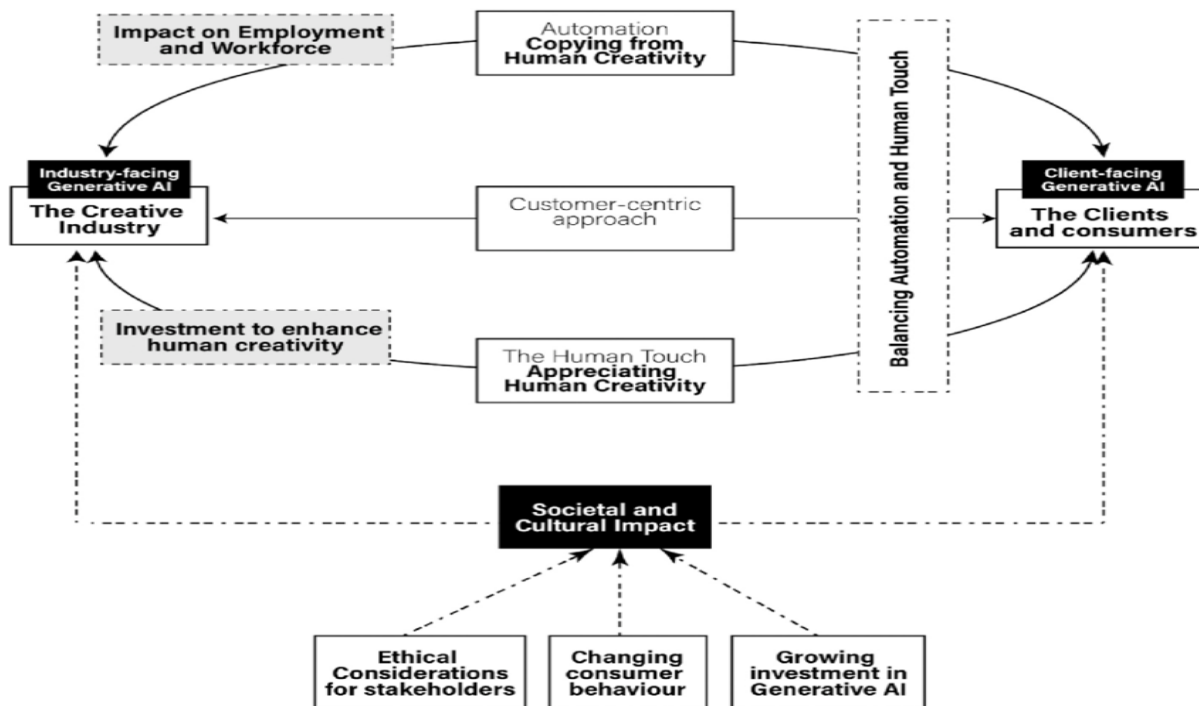 Impact on Employment
and Workforce
Automation
Copying from
Human Creativity
Balancing Automation and Human Touch
Industry-facing
Generative AI
The Creative
Industry
Customer-centric
approach
Client-facing
Generative AI
The Clients
and consumers
Investment to enhance
human creativity
The Human Touch
Appreciating
Human Creativity
Societal and
Cultural Impact
Ethical
Considerations
for stakeholders
Changing
consumer
behaviour
Growing
investment in
Generative AI